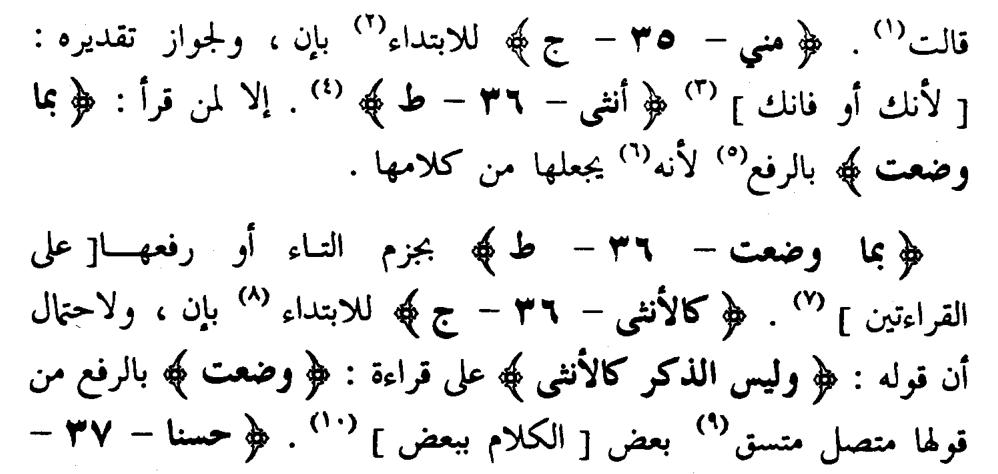 قالت(١) . ﴿ مني – ٣٥ – ج ﴾ للابتداء(٢) بإن ، ولجواز تقديره :
[ لأنك أو فانك ](٣) ﴿ أنثى – ٣٦ – ط ﴾(٤) . إلا لمن قرأ : ﴿ بما
وضعت ﴾ بالرفع(٥) لأنه(٦) يجعلها من كلامها .
﴿ بما وضعت – ٣٦ – ط ﴾ بجزم التاء أو رفعهـا[ على
القراءتين ](٧) . ﴿ كالأنثى – ٣٦ – ج ﴾ للابتداء(٨) بإن ، ولاحتمال
أن قوله : ﴿ وليس الذكر كالأنثى ﴾ على قراءة : ﴿ وضعت ﴾ بالرفع من
قولها متصل متسق(٩) بعض [ الكلام ببعض ](١٠) . ﴿ حسنا – ٣٧ –